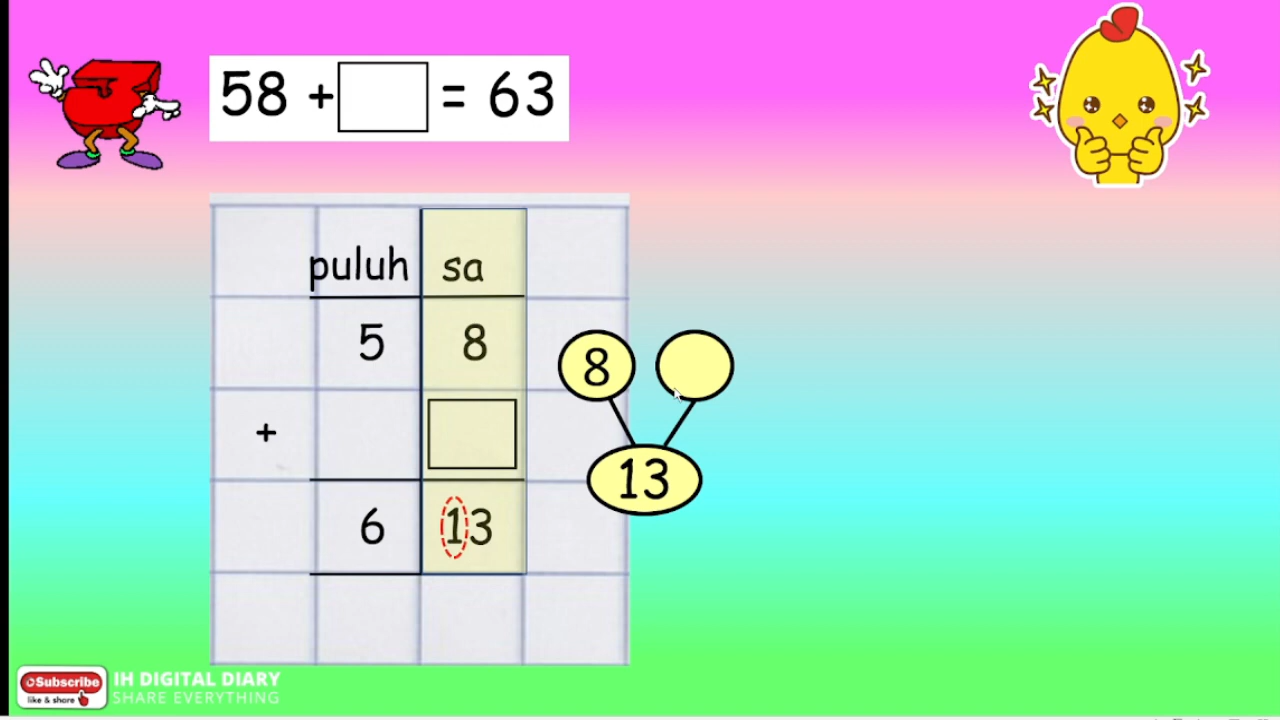 58 + = 63
puluh sa
5 8
8
+
13
6 13
Subscribe
like & share
IH DIGITAL DIARY
SHARE EVERYTHING